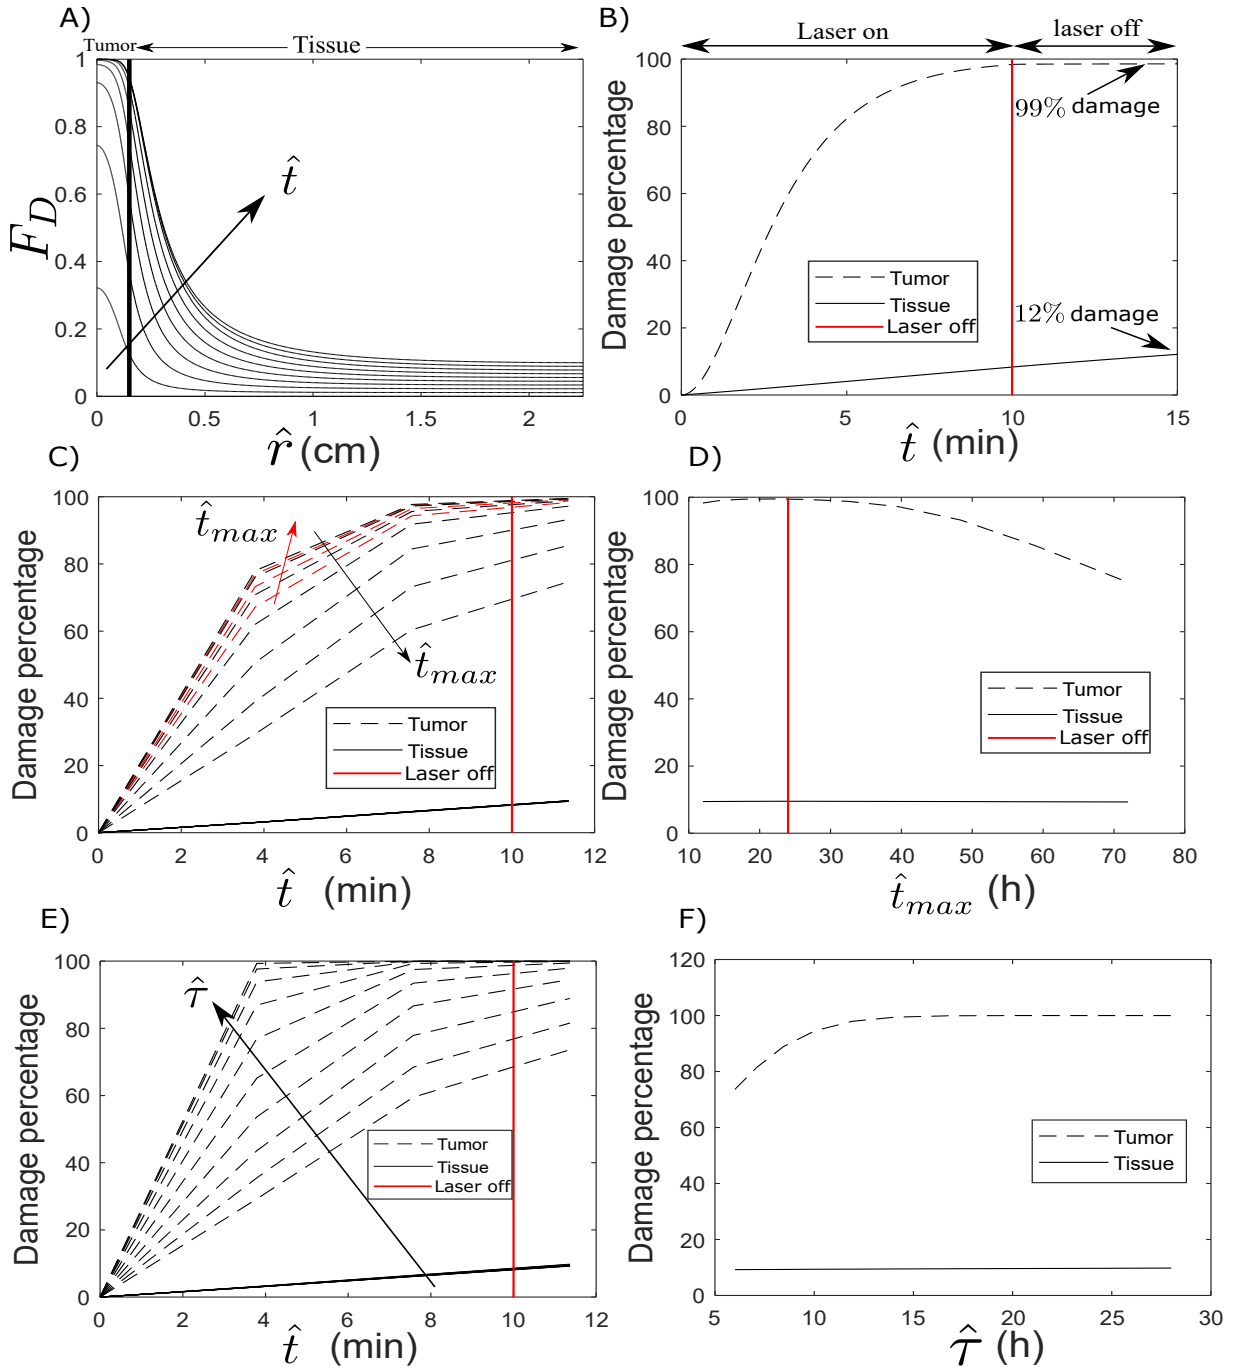 A)
Tumor
Tissue
1
0.8
0.6
0.4
0.2
0
F_D
t̂
0
0.5
1
1.5
2
r̂ (cm)
B)
Laser on
laser off
100
80
60
40
20
0
Damage percentage
99% damage
Tumor
Tissue
Laser off
12% damage
0
5
10
15
t̂ (min)
C)
100
80
60
40
20
0
Damage percentage
t̂_max
t̂_max
Tumor
Tissue
Laser off
0
2
4
6
8
10
12
t̂ (min)
D)
100
80
60
40
20
0
Damage percentage
Tumor
Tissue
Laser off
10
20
30
40
50
60
70
80
t̂_max (h)
E)
100
80
60
40
20
0
Damage percentage
τ̂
Tumor
Tissue
Laser off
0
2
4
6
8
10
12
t̂ (min)
F)
120
100
80
60
40
20
0
Damage percentage
Tumor
Tissue
5
10
15
20
25
30
τ̂ (h)